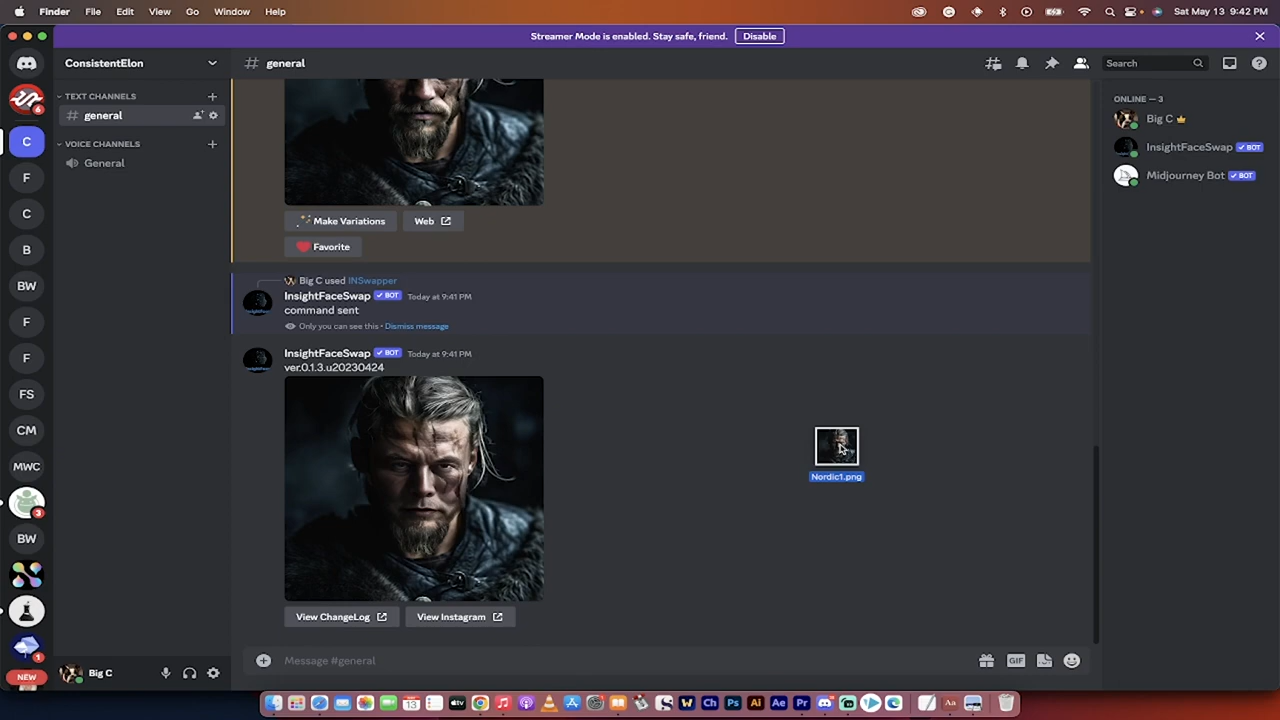 Finder File Edit View Go Window Help Sat May 13 9:42 PM
Streamer Mode is enabled. Stay safe, friend. Disable
ConsistentElon
general
Search
TEXT CHANNELS
general
VOICE CHANNELS
General
6
C
F
C
B
BW
F
F
FS
CM
MWC
3
BW
1
NEW
Make Variations Web
Favorite
Big C used INSwapper
InsightFaceSwap BOT Today at 9:41 PM
command sent
Only you can see this • Dismiss message
InsightFaceSwap BOT Today at 9:41 PM
ver.0.1.3.u20230424
Nordic1.png
View ChangeLog View Instagram
Message #general
GIF
Big C
ONLINE — 3
Big C
InsightFaceSwap BOT
Midjourney Bot BOT